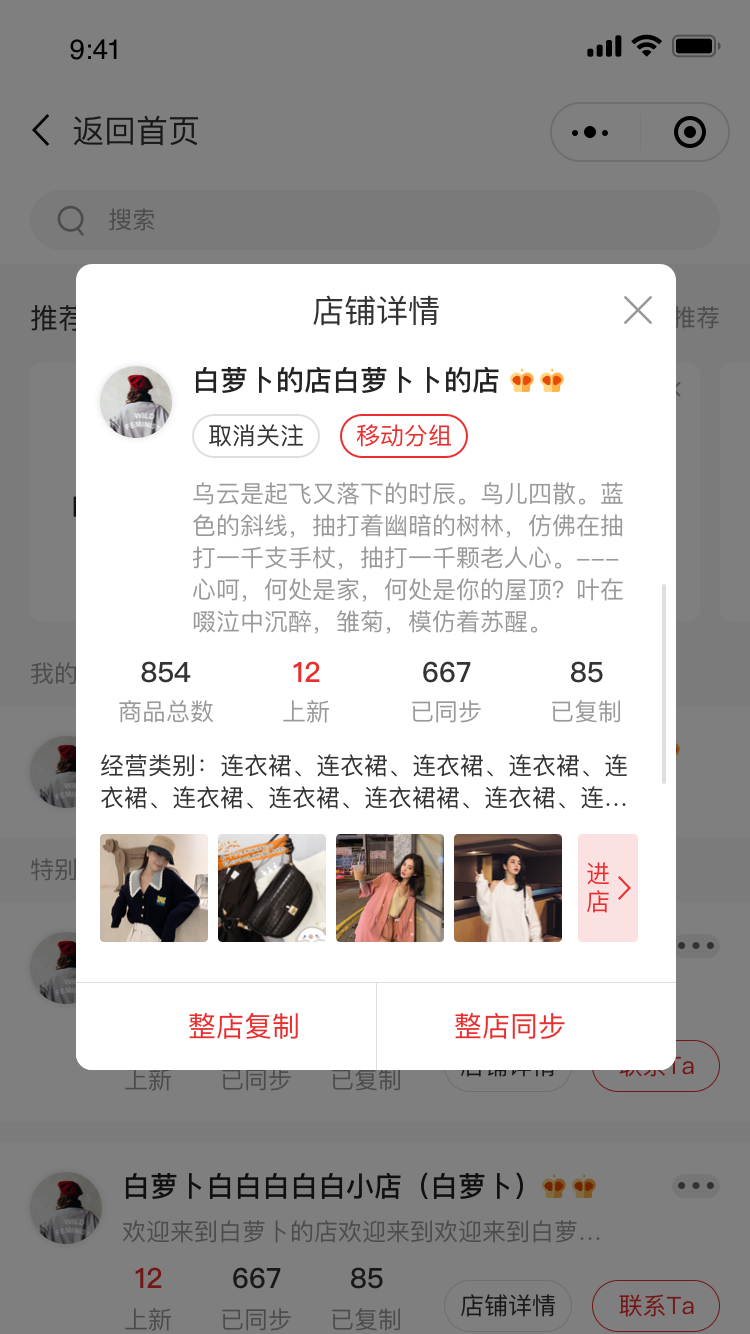 9:41
返回首页
搜索
推荐
推荐
店铺详情
白萝卜的店白萝卜卜的店
取消关注
移动分组
乌云是起飞又落下的时辰。鸟儿四散。蓝
色的斜线，抽打着幽暗的树林，仿佛在抽
打一千支手杖，抽打一千颗老人心。---
心呵，何处是家，何处是你的屋顶？叶在
啜泣中沉醉，雏菊，模仿着苏醒。
854 12 667 85
商品总数 上新 已同步 已复制
我的
经营类别：连衣裙、连衣裙、连衣裙、连衣裙、连
衣裙、连衣裙、连衣裙、连衣裙裙、连衣裙、连...
特别
进店
整店复制
整店同步
上新 已同步 已复制 店铺详情 联系Ta
白萝卜白白白白白小店（白萝卜）
欢迎来到白萝卜的店欢迎来到欢迎来到白萝...
12 667 85
上新 已同步 已复制
店铺详情
联系Ta